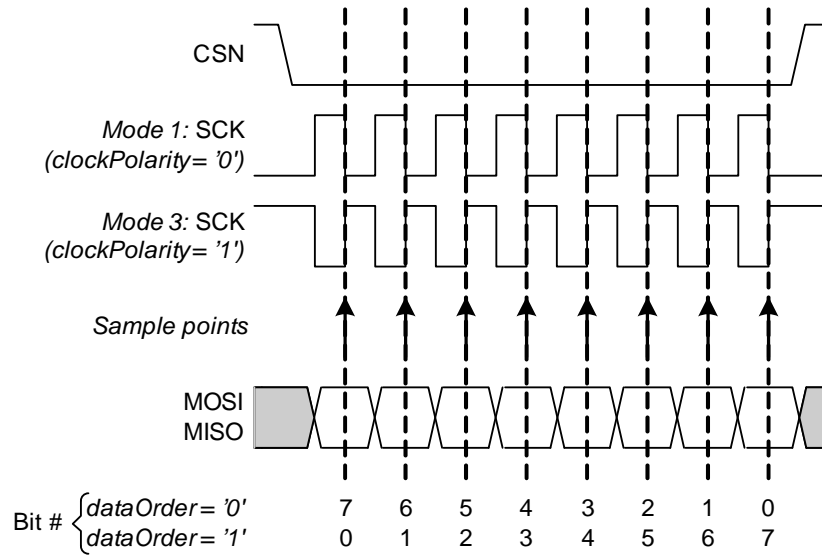 CSN
Mode 1: SCK
(clockPolarity= '0')
Mode 3: SCK
(clockPolarity= '1')
Sample points
MOSI
MISO
Bit #
dataOrder= '0' 7 6 5 4 3 2 1 0
dataOrder= '1' 0 1 2 3 4 5 6 7